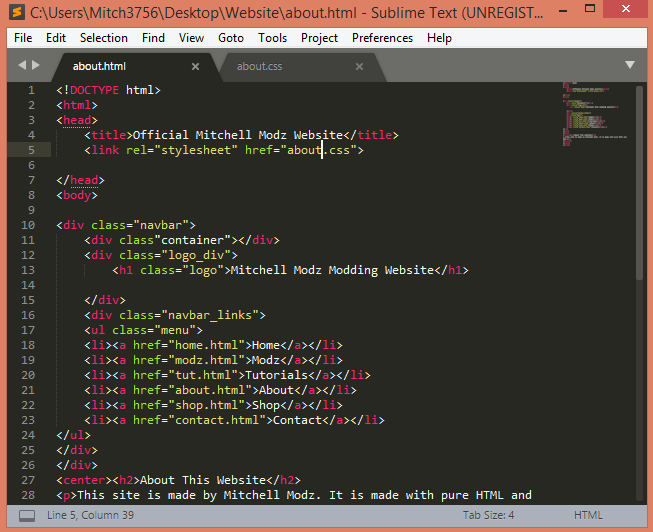 C:\Users\Mitch3756\Desktop\Website\about.html - Sublime Text (UNREGIST...
File Edit Selection Find View Goto Tools Project Preferences Help
about.html about.css
1 <!DOCTYPE html>
2 <html>
3 <head>
4 <title>Official Mitchell Modz Website</title>
5 <link rel="stylesheet" href="about.css">
6
7 </head>
8 <body>
9
10 <div class="navbar">
11 <div class"container"></div>
12 <div class="logo_div">
13 <h1 class="logo">Mitchell Modz Modding Website</h1>
14
15 </div>
16 <div class="navbar_links">
17 <ul class="menu">
18 <li><a href="home.html">Home</a></li>
19 <li><a href="modz.html">Modz</a></li>
20 <li><a href="tut.html">Tutorials</a></li>
21 <li><a href="about.html">About</a></li>
22 <li><a href="shop.html">Shop</a></li>
23 <li><a href="contact.html">Contact</a></li>
24 </ul>
25 </div>
26 </div>
27 <center><h2>About This Website</h2>
28 <p>This site is made by Mitchell Modz. It is made with pure HTML and
Line 5, Column 39 Tab Size: 4 HTML